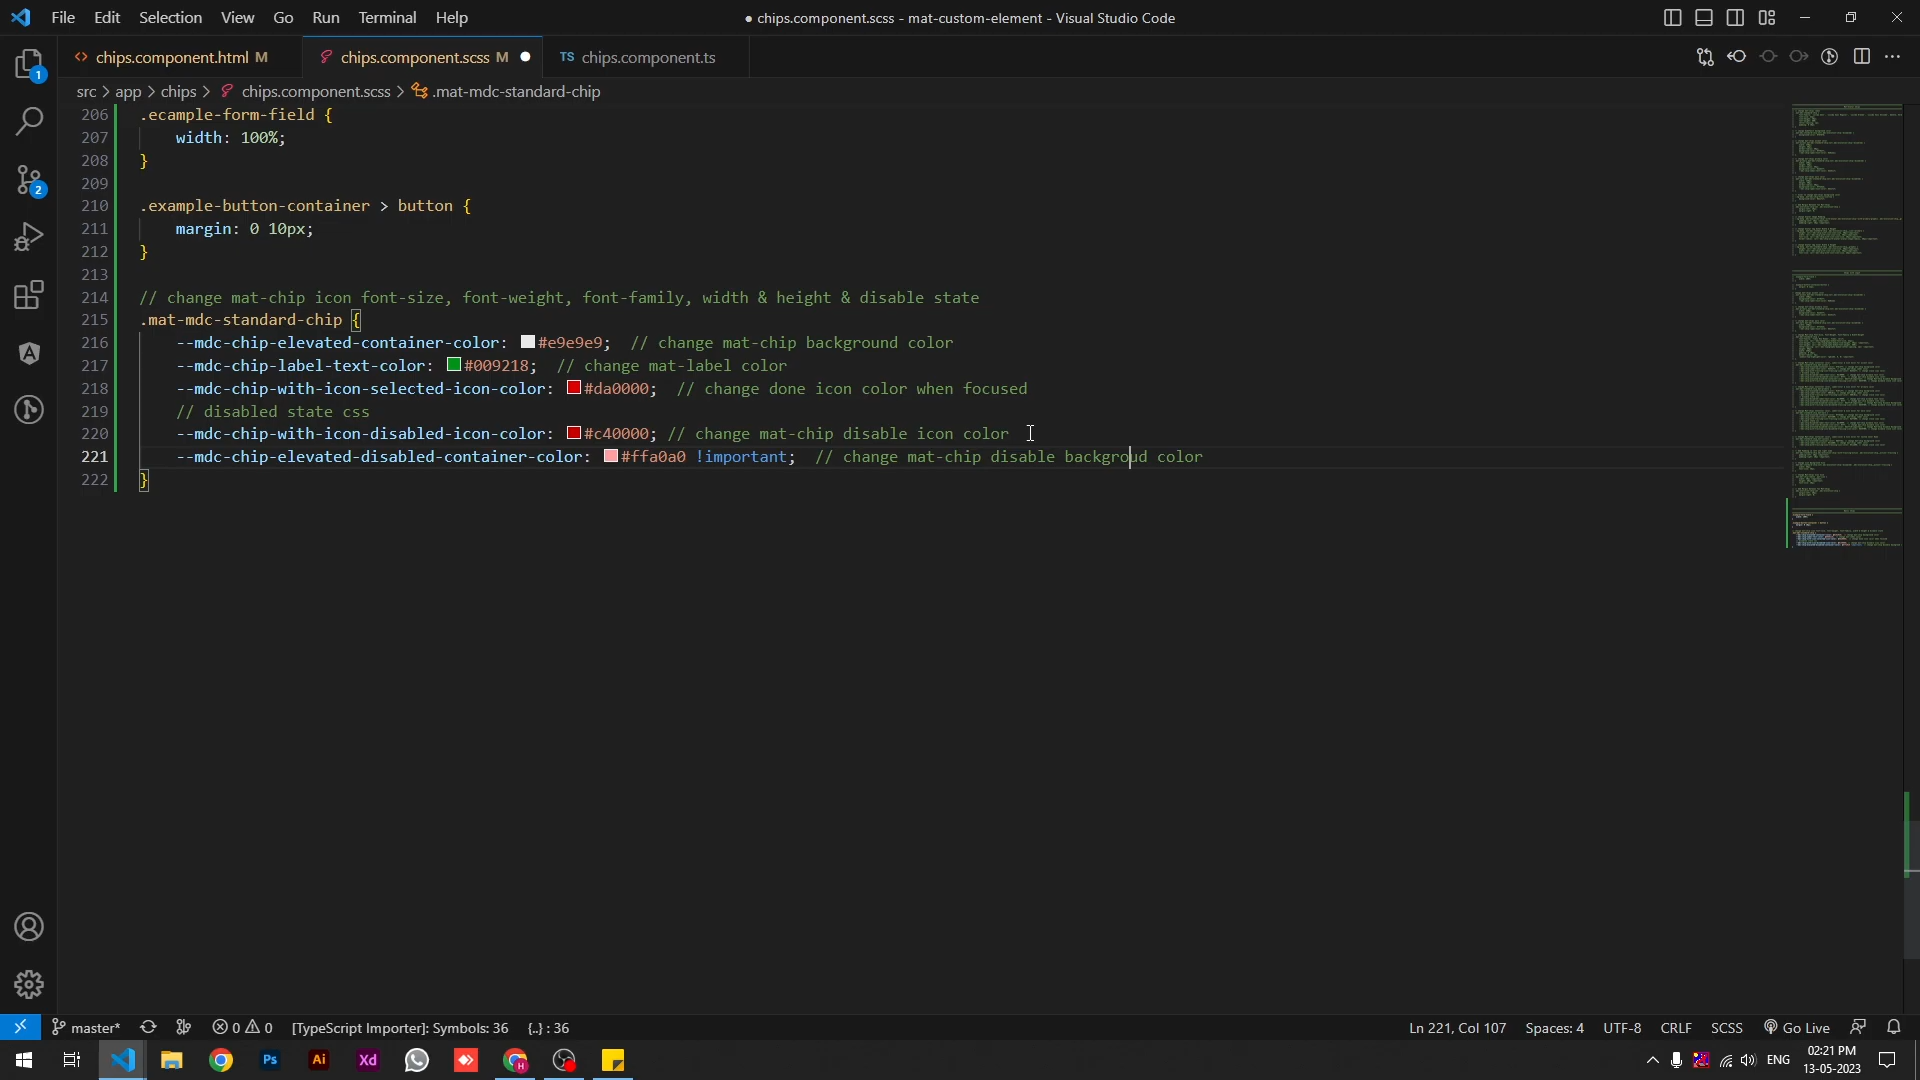 File Edit Selection View Go Run Terminal Help
● chips.component.scss - mat-custom-element - Visual Studio Code
<> chips.component.html M
chips.component.scss M ●
TS chips.component.ts
src > app > chips > chips.component.scss > .mat-mdc-standard-chip
206 .ecample-form-field {
207 width: 100%;
208 }
209
210 .example-button-container > button {
211 margin: 0 10px;
212 }
213
214 // change mat-chip icon font-size, font-weight, font-family, width & height & disable state
215 .mat-mdc-standard-chip {
216 --mdc-chip-elevated-container-color: #e9e9e9; // change mat-chip background color
217 --mdc-chip-label-text-color: #009218; // change mat-label color
218 --mdc-chip-with-icon-selected-icon-color: #da0000; // change done icon color when focused
219 // disabled state css
220 --mdc-chip-with-icon-disabled-icon-color: #c40000; // change mat-chip disable icon color
221 --mdc-chip-elevated-disabled-container-color: #ffa0a0 !important; // change mat-chip disable backgroud color
222 }
1
2
master* 0 0 [TypeScript Importer]: Symbols: 36 {..} : 36
Ln 221, Col 107 Spaces: 4 UTF-8 CRLF SCSS Go Live
Ps Ai Xd H
ENG
02:21 PM
13-05-2023